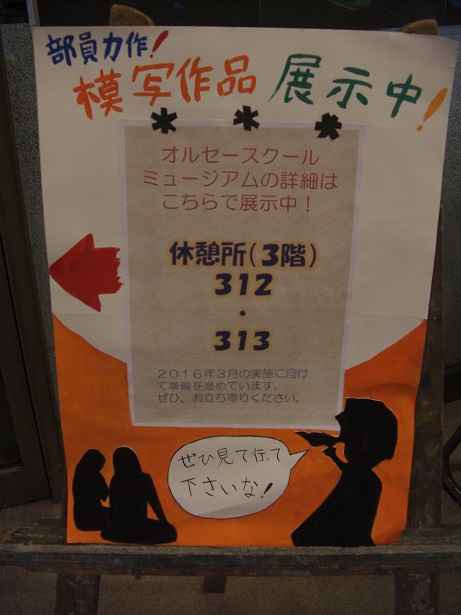 部員力作!
模写作品 展示中!
オルセースクール
ミュージアムの詳細は
こちらで展示中！
休憩所(3階)
312
・
313
２０１６年３月の実施に向け
て準備を進めています。
ぜひ、お立ち寄りください。
ぜひ見て行って
下さいな!